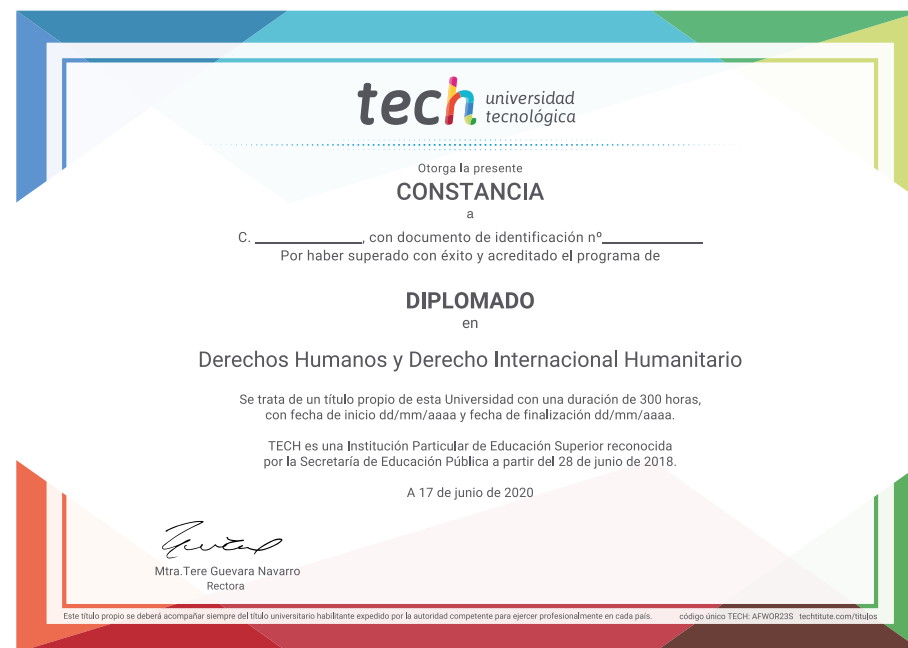 tech universidad
tecnológica
Otorga la presente
CONSTANCIA
a
C. ____________, con documento de identificación nº____________
Por haber superado con éxito y acreditado el programa de
DIPLOMADO
en
Derechos Humanos y Derecho Internacional Humanitario
Se trata de un título propio de esta Universidad con una duración de 300 horas,
con fecha de inicio dd/mm/aaaa y fecha de finalización dd/mm/aaaa.
TECH es una Institución Particular de Educación Superior reconocida
por la Secretaría de Educación Pública a partir del 28 de junio de 2018.
A 17 de junio de 2020
Mtra.Tere Guevara Navarro
Rectora
Este título propio se deberá acompañar siempre del título universitario habilitante expedido por la autoridad competente para ejercer profesionalmente en cada país. código único TECH: AFWOR23S techtitute.com/titulos